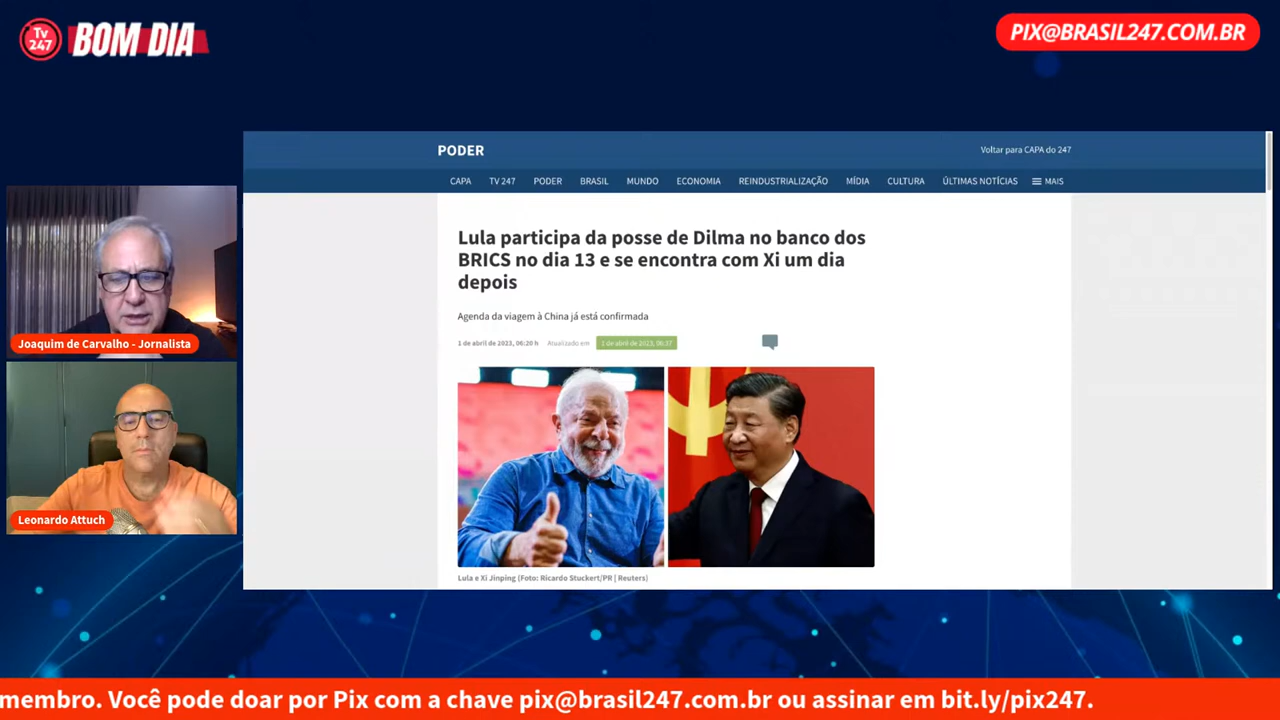 Tv 247
BOM DIA
PIX@BRASIL247.COM.BR
PODER
Voltar para CAPA do 247
CAPA TV 247 PODER BRASIL MUNDO ECONOMIA REINDUSTRIALIZAÇÃO MÍDIA CULTURA ÚLTIMAS NOTÍCIAS MAIS
Lula participa da posse de Dilma no banco dos
BRICS no dia 13 e se encontra com Xi um dia
depois
Agenda da viagem à China já está confirmada
1 de abril de 2023, 06:20 h Atualizado em 1 de abril de 2023, 06:37
Lula e Xi Jinping (Foto: Ricardo Stuckert/PR | Reuters)
Joaquim de Carvalho - Jornalista
Leonardo Attuch
membro. Você pode doar por Pix com a chave pix@brasil247.com.br ou assinar em bit.ly/pix247.